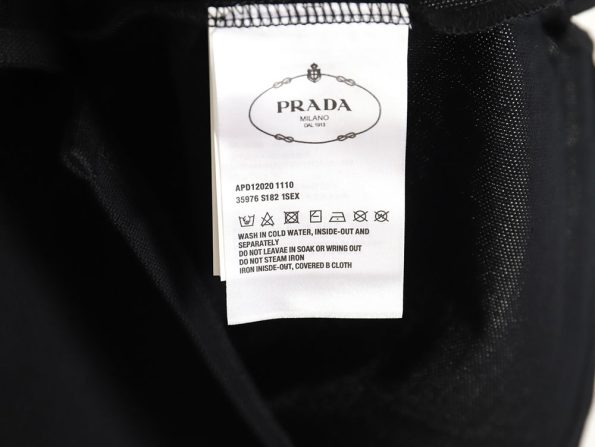 PRADA
MILANO
DAL 1913
APD12020 1110
35976 S182 1SEX
WASH IN COLD WATER, INSIDE-OUT AND
SEPARATELY
DO NOT LEAVAE IN SOAK OR WRING OUT
DO NOT STEAM IRON
IRON INISDE-OUT, COVERED B CLOTH